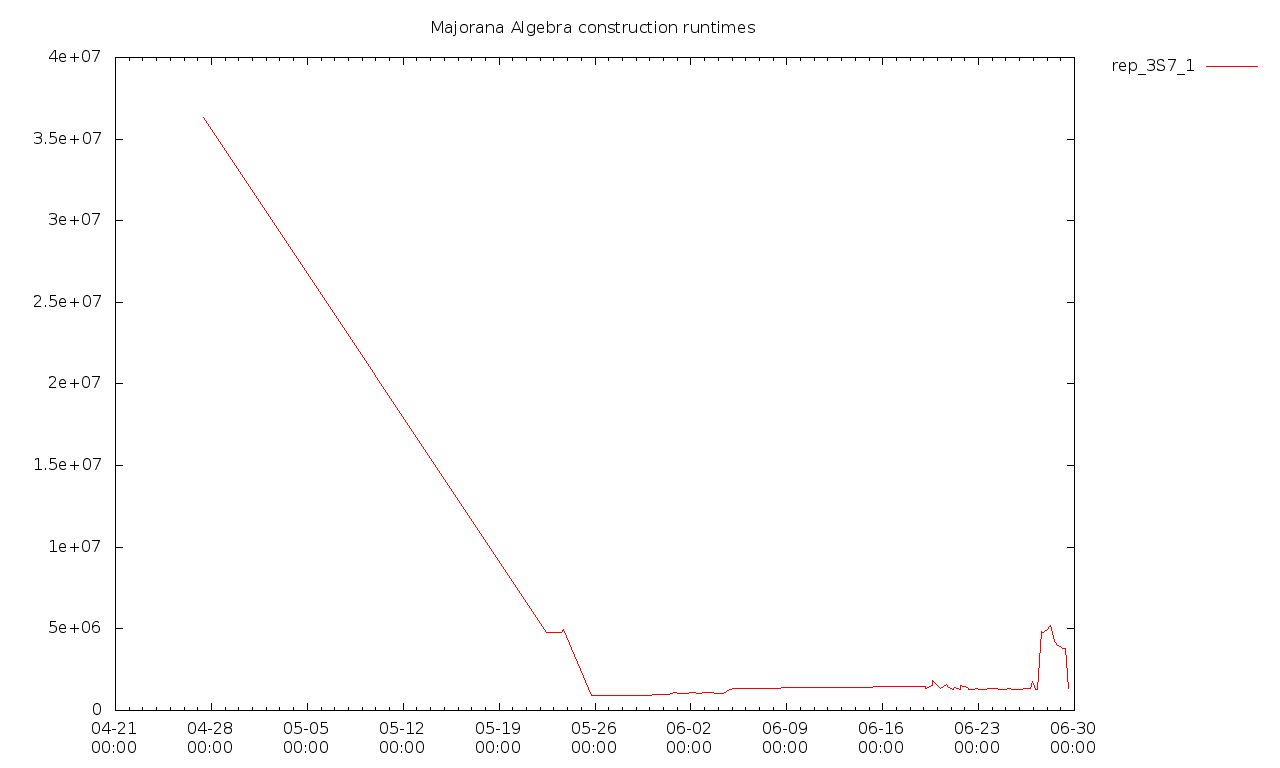 Majorana Algebra construction runtimes
rep_3S7_1
4e+07
3.5e+07
3e+07
2.5e+07
2e+07
1.5e+07
1e+07
5e+06
0
04-21 04-28 05-05 05-12 05-19 05-26 06-02 06-09 06-16 06-23 06-30
00:00 00:00 00:00 00:00 00:00 00:00 00:00 00:00 00:00 00:00 00:00